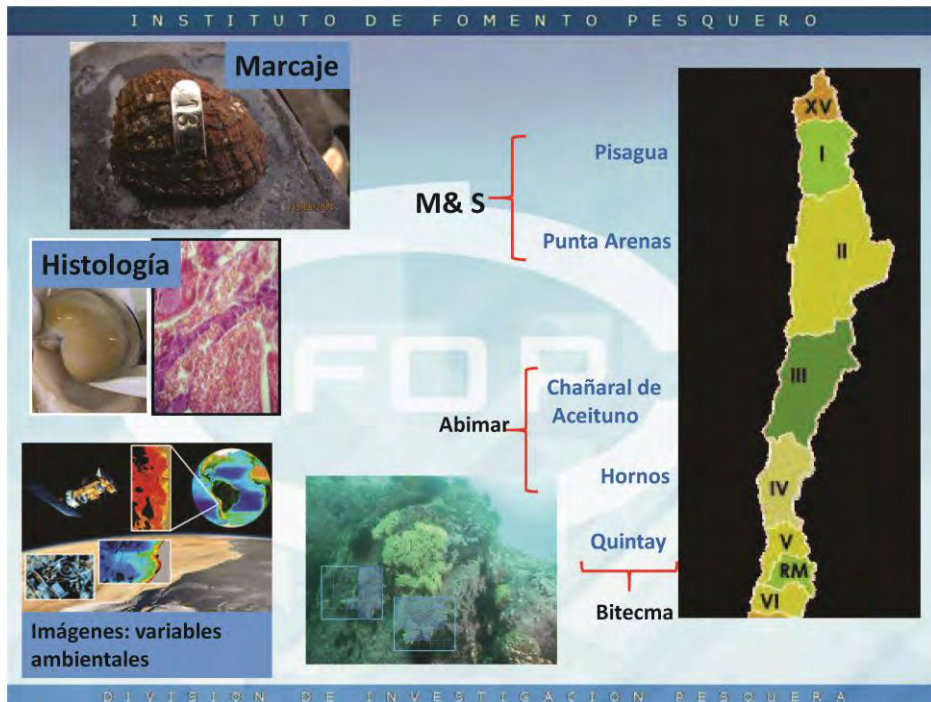 INSTITUTO DE FOMENTO PESQUERO
Marcaje
Histología
Imágenes: variables
ambientales
M& S
Pisagua
Punta Arenas
Abimar
Chañaral de
Aceituno
Hornos
Quintay
Bitecma
XV
I
II
III
IV
V
RM
VI
FOP
DIVISION DE INVESTIGACION PESQUERA